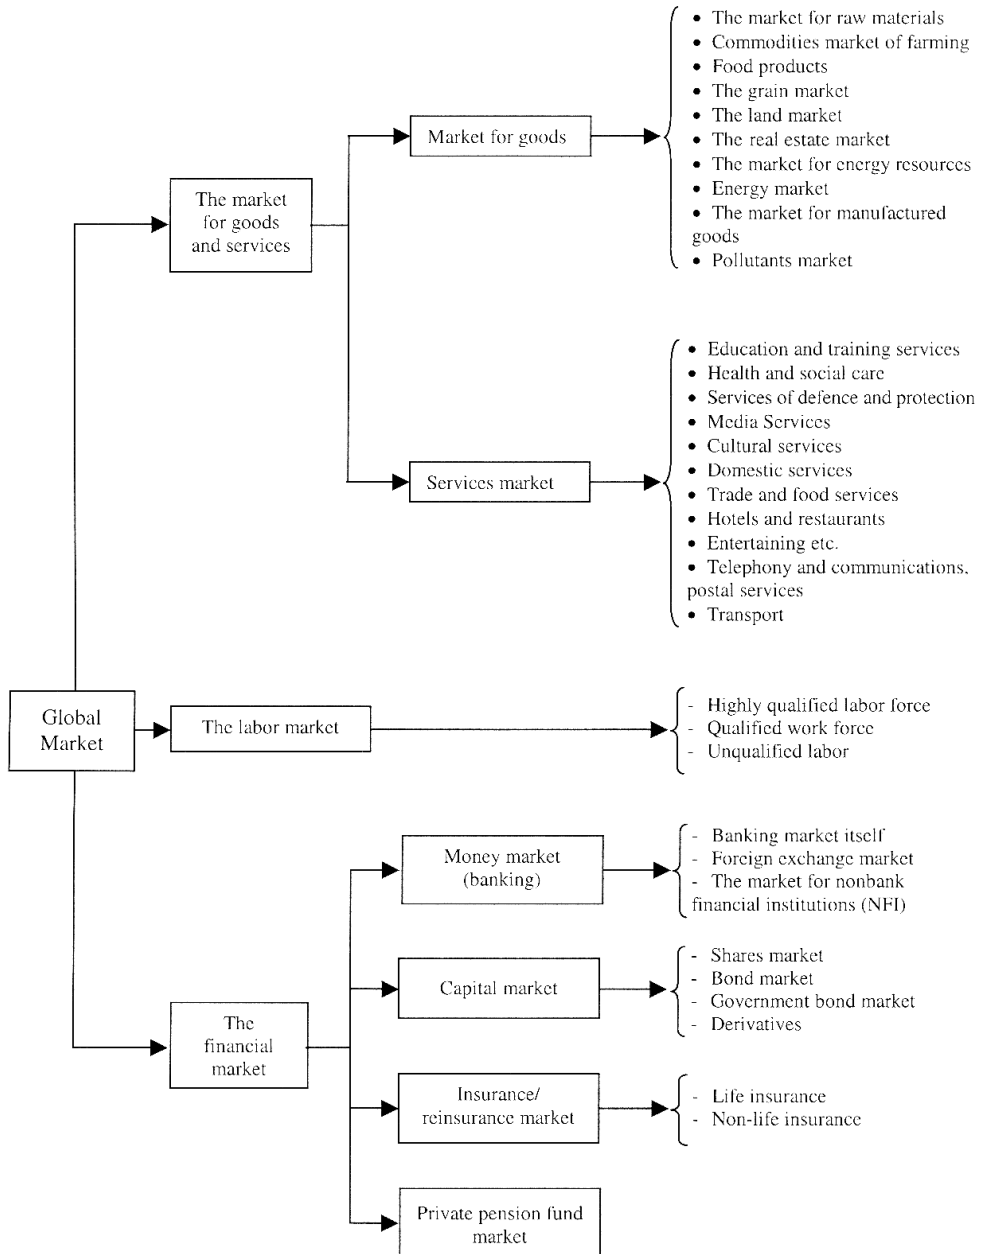 The market
for goods
and services
Market for goods
• The market for raw materials
• Commodities market of farming
• Food products
• The grain market
• The land market
• The real estate market
• The market for energy resources
• Energy market
• The market for manufactured
goods
• Pollutants market
Services market
• Education and training services
• Health and social care
• Services of defence and protection
• Media Services
• Cultural services
• Domestic services
• Trade and food services
• Hotels and restaurants
• Entertaining etc.
• Telephony and communications,
postal services
• Transport
Global
Market
The labor market
- Highly qualified labor force
- Qualified work force
- Unqualified labor
The
financial
market
Money market
(banking)
- Banking market itself
- Foreign exchange market
- The market for nonbank
financial institutions (NFI)
Capital market
- Shares market
- Bond market
- Government bond market
- Derivatives
Insurance/
reinsurance market
- Life insurance
- Non-life insurance
Private pension fund
market